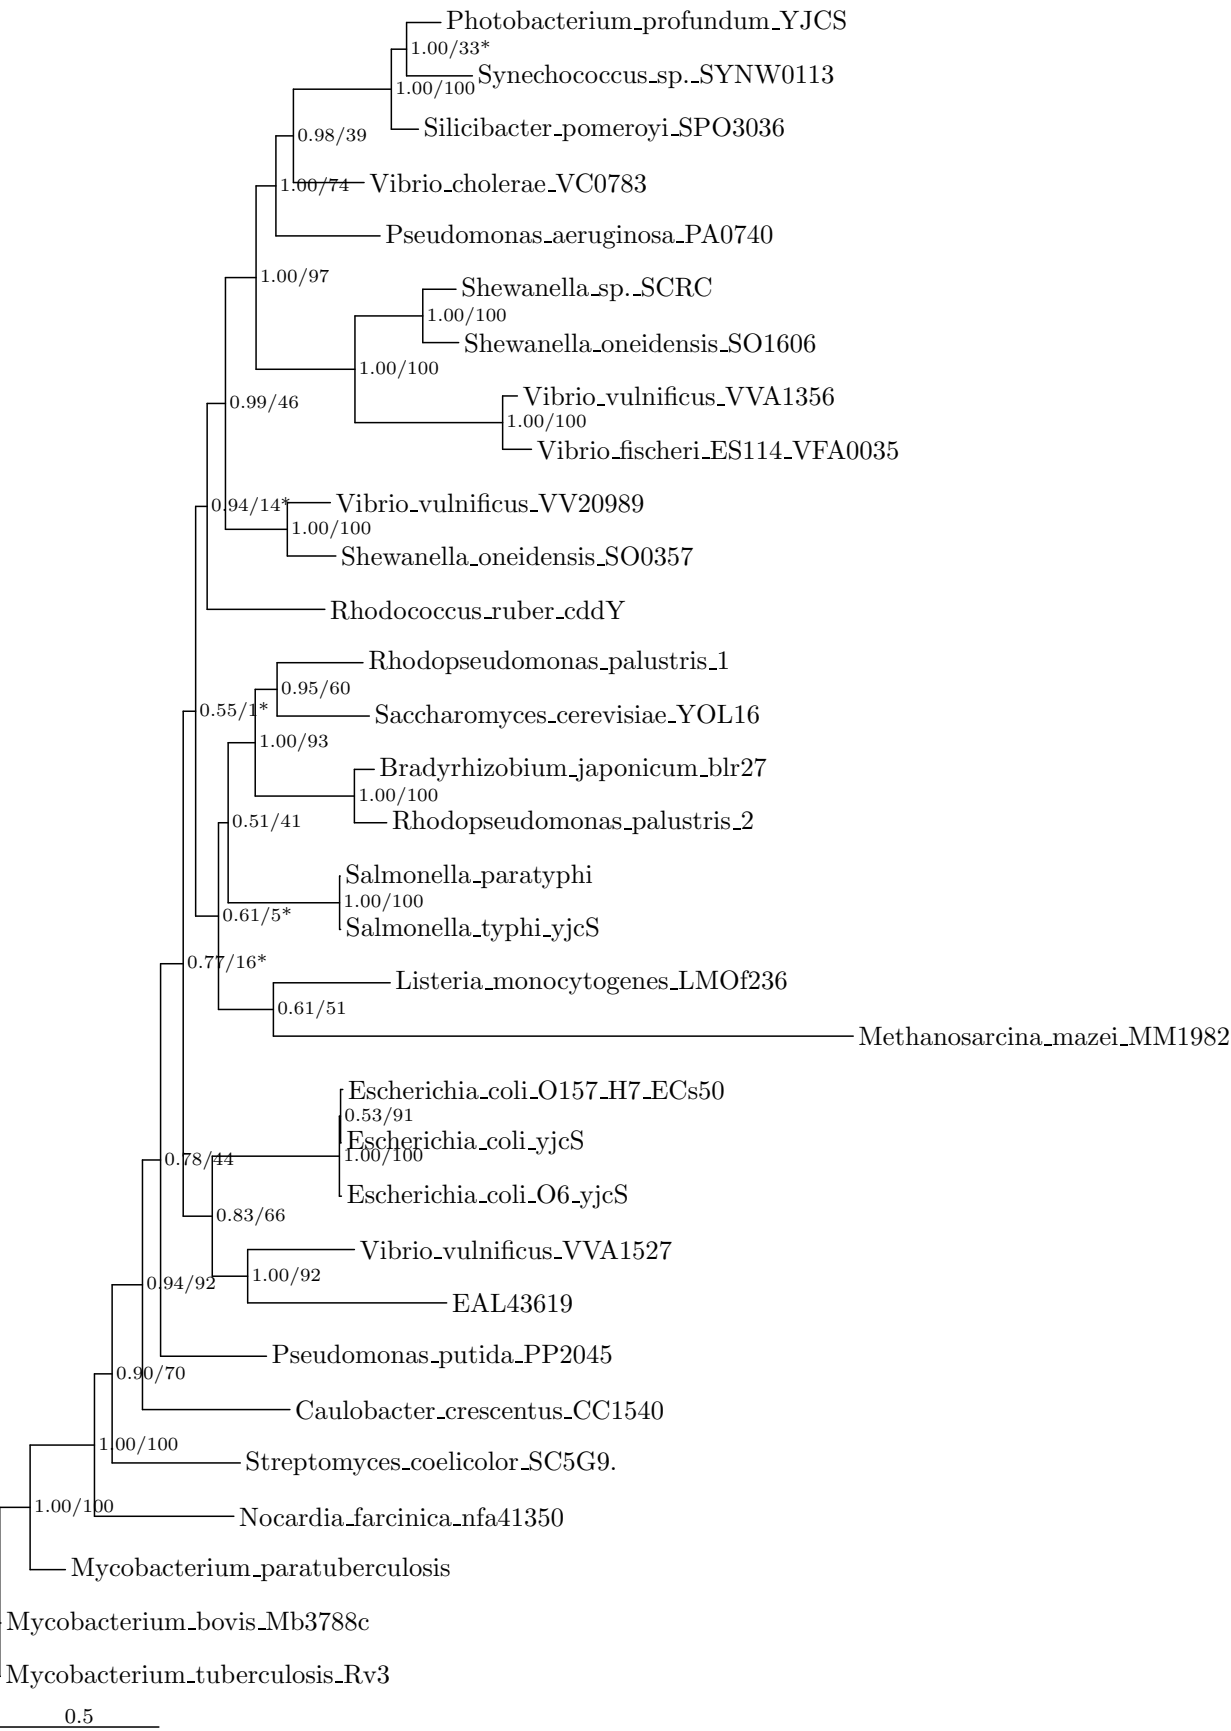 Photobacterium_profundum_YJCS
1.00/33*
Synechococcus_sp._SYNW0113
1.00/100
Silicibacter_pomeroyi_SPO3036
0.98/39
Vibrio_cholerae_VC0783
1.00/74
Pseudomonas_aeruginosa_PA0740
1.00/97
Shewanella_sp._SCRC
1.00/100
Shewanella_oneidensis_SO1606
1.00/100
Vibrio_vulnificus_VVA1356
0.99/46
1.00/100
Vibrio_fischeri_ES114_VFA0035
Vibrio_vulnificus_VV20989
0.94/14*
1.00/100
Shewanella_oneidensis_SO0357
Rhodococcus_ruber_cddY
Rhodopseudomonas_palustris_1
0.95/60
0.55/1*
Saccharomyces_cerevisiae_YOL16
1.00/93
Bradyrhizobium_japonicum_blr27
1.00/100
0.51/41
Rhodopseudomonas_palustris_2
Salmonella_paratyphi
1.00/100
0.61/5*
Salmonella_typhi_yjcS
0.77/16*
Listeria_monocytogenes_LMOf236
0.61/51
Methanosarcina_mazei_MM1982
Escherichia_coli_O157_H7_ECs50
0.53/91
Escherichia_coli_yjcS
1.00/100
0.78/44
Escherichia_coli_O6_yjcS
0.83/66
Vibrio_vulnificus_VVA1527
1.00/92
0.94/92
EAL43619
Pseudomonas_putida_PP2045
0.90/70
Caulobacter_crescentus_CC1540
1.00/100
Streptomyces_coelicolor_SC5G9.
1.00/100
Nocardia_farcinica_nfa41350
Mycobacterium_paratuberculosis
Mycobacterium_bovis_Mb3788c
Mycobacterium_tuberculosis_Rv3
0.5